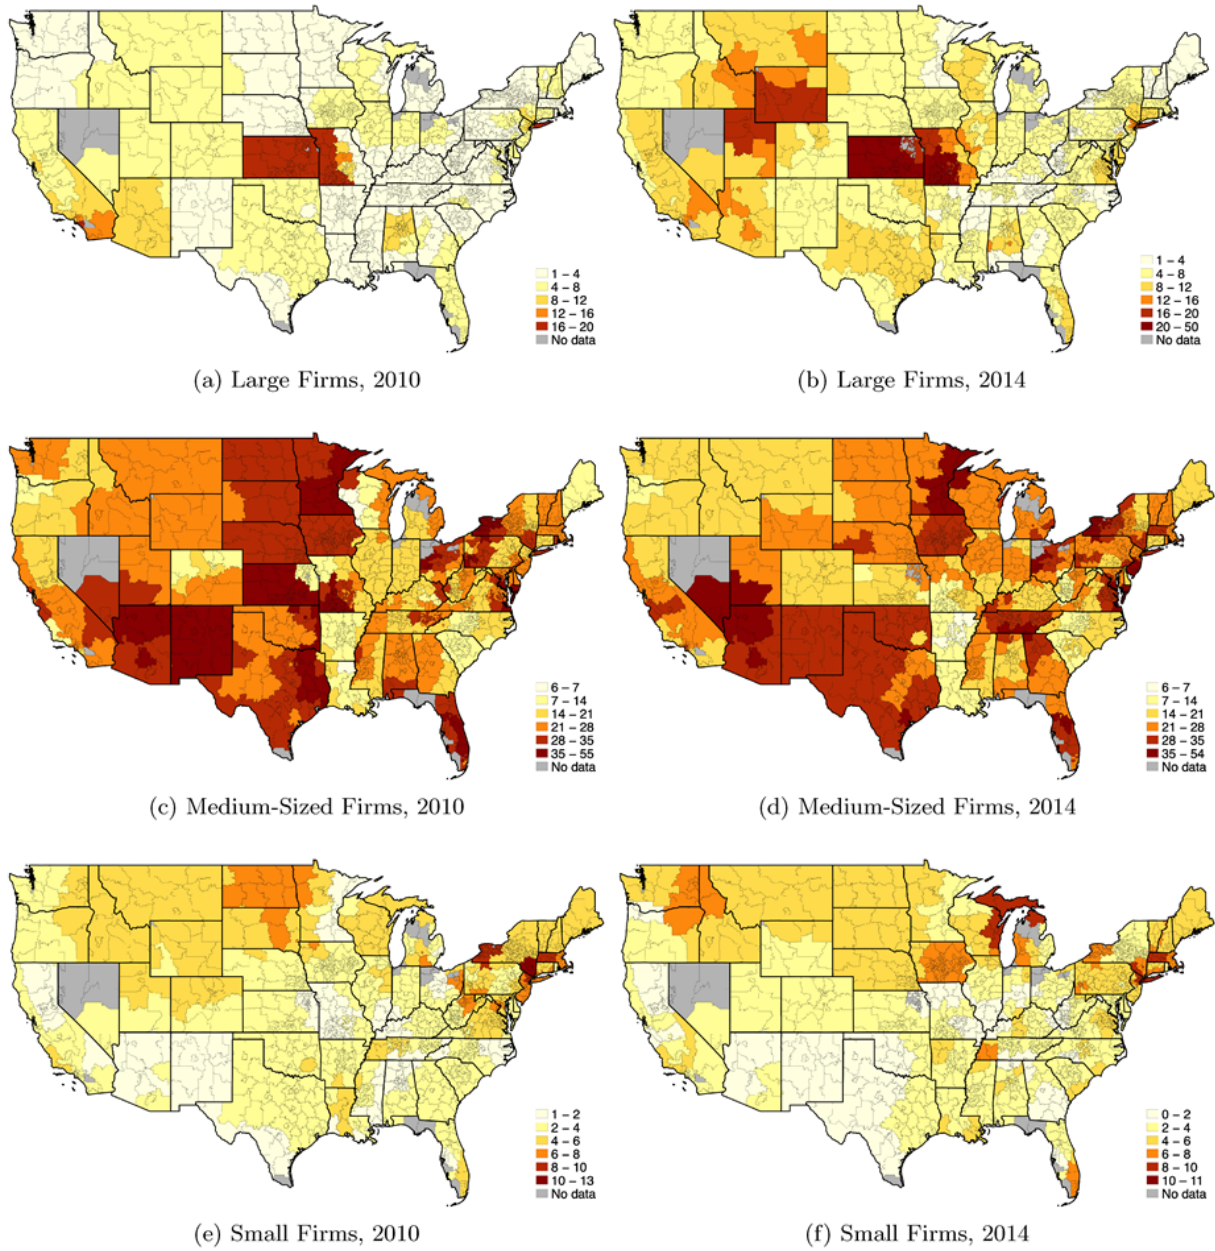 1 – 4
4 – 8
8 – 12
12 – 16
16 – 20
No data
(a) Large Firms, 2010
1 – 4
4 – 8
8 – 12
12 – 16
16 – 20
20 – 50
No data
(b) Large Firms, 2014
6 – 7
7 – 14
14 – 21
21 – 28
28 – 35
35 – 55
No data
(c) Medium-Sized Firms, 2010
6 – 7
7 – 14
14 – 21
21 – 28
28 – 35
35 – 54
No data
(d) Medium-Sized Firms, 2014
1 – 2
2 – 4
4 – 6
6 – 8
8 – 10
10 – 13
No data
(e) Small Firms, 2010
0 – 2
2 – 4
4 – 6
6 – 8
8 – 10
10 – 11
No data
(f) Small Firms, 2014